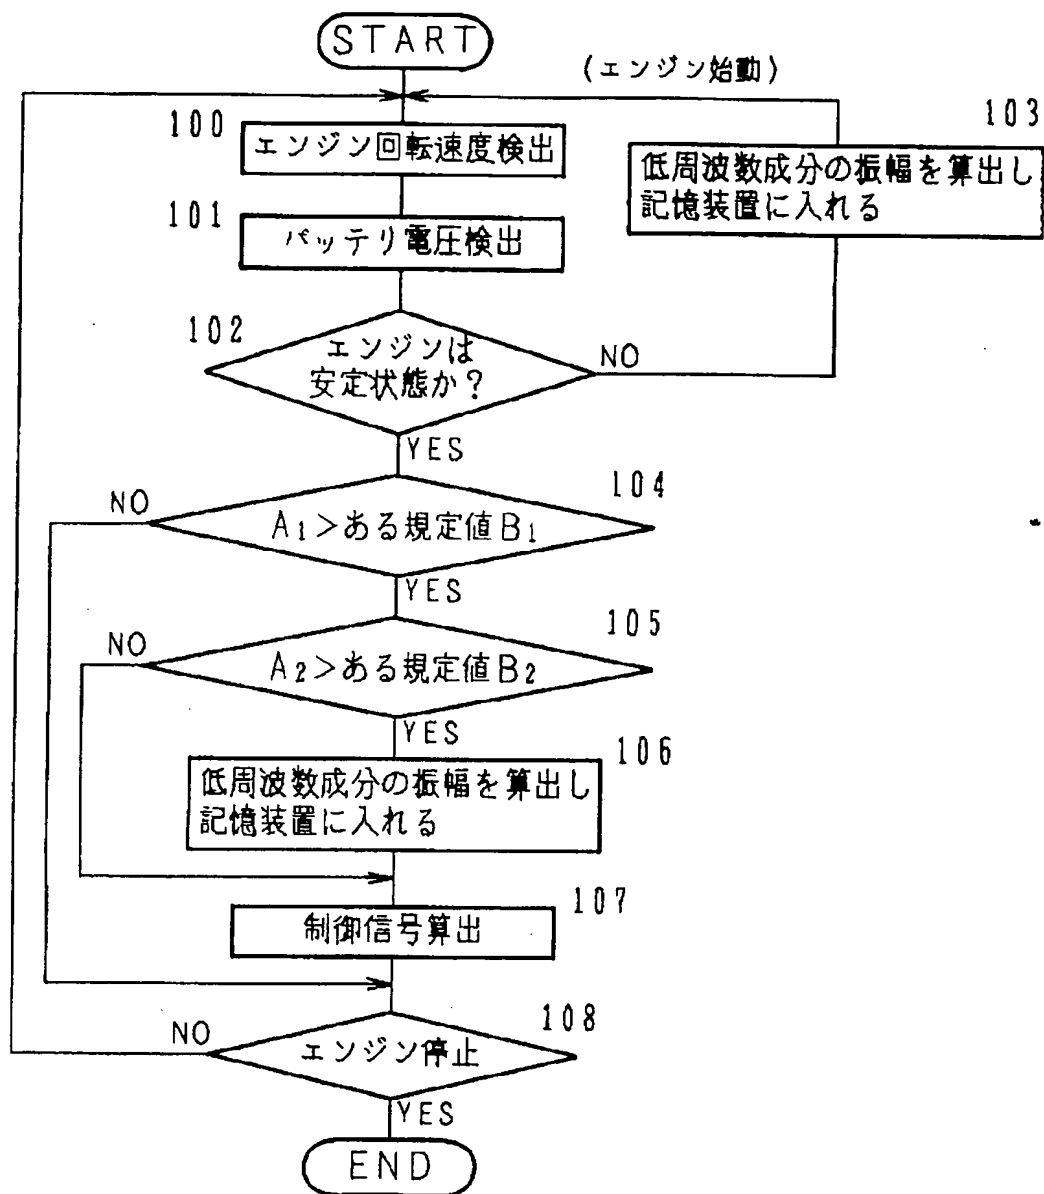 START
(エンジン始動)
100
エンジン回転速度検出
103
低周波数成分の振幅を算出し
記憶装置に入れる
101
バッテリ電圧検出
102
エンジンは
安定状態か?
NO
YES
104
NO
A1>ある規定値B1
YES
105
NO
A2>ある規定値B2
YES
106
低周波数成分の振幅を算出し
記憶装置に入れる
107
制御信号算出
108
NO
エンジン停止
YES
END